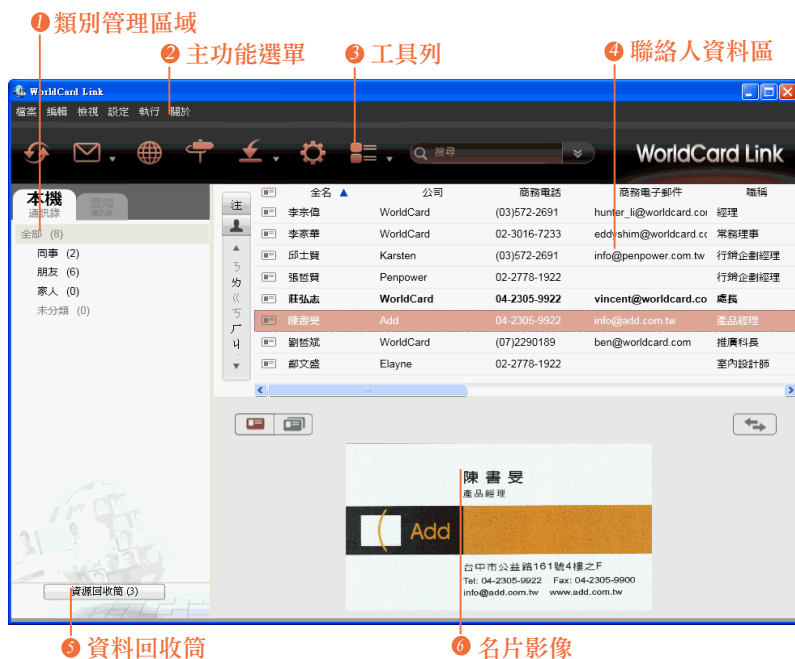 1 類別管理區域
2 主功能選單
3 工具列
4 聯絡人資料區
WorldCard Link
檔案 編輯 檢視 設定 執行 關於
搜尋
WorldCard Link
本機
通訊錄
雲端
通訊錄
全部 (8)
同事 (2)
朋友 (6)
家人 (0)
未分類 (0)
注
ㄋ
ㄌ
ㄍ
ㄎ
ㄏ
ㄐ
全名 ▲ 公司 商務電話 商務電子郵件 職稱
李宗偉 WorldCard (03)572-2691 hunter_li@worldcard.cor 經理
李家華 WorldCard 02-3016-7233 eddyshim@worldcard.cc 常務理事
邱士賢 Karsten (03)572-2691 info@penpower.com.tw 行銷企劃經理
張哲賢 Penpower 02-2778-1922 行銷企劃經理
莊弘志 WorldCard 04-2305-9922 vincent@worldcard.co 處長
陳書旻 Add 04-2305-9922 info@add.com.tw 產品經理
劉哲斌 WorldCard (07)2290189 ben@worldcard.com 推廣科長
鄭文盛 Elayne 02-2778-1922 室內設計師
陳書旻
產品經理
Add
台中市公益路161號4樓之F
Tel: 04-2305-9922 Fax: 04-2305-9900
info@add.com.tw www.add.com.tw
資源回收筒 (3)
5 資料回收筒
6 名片影像